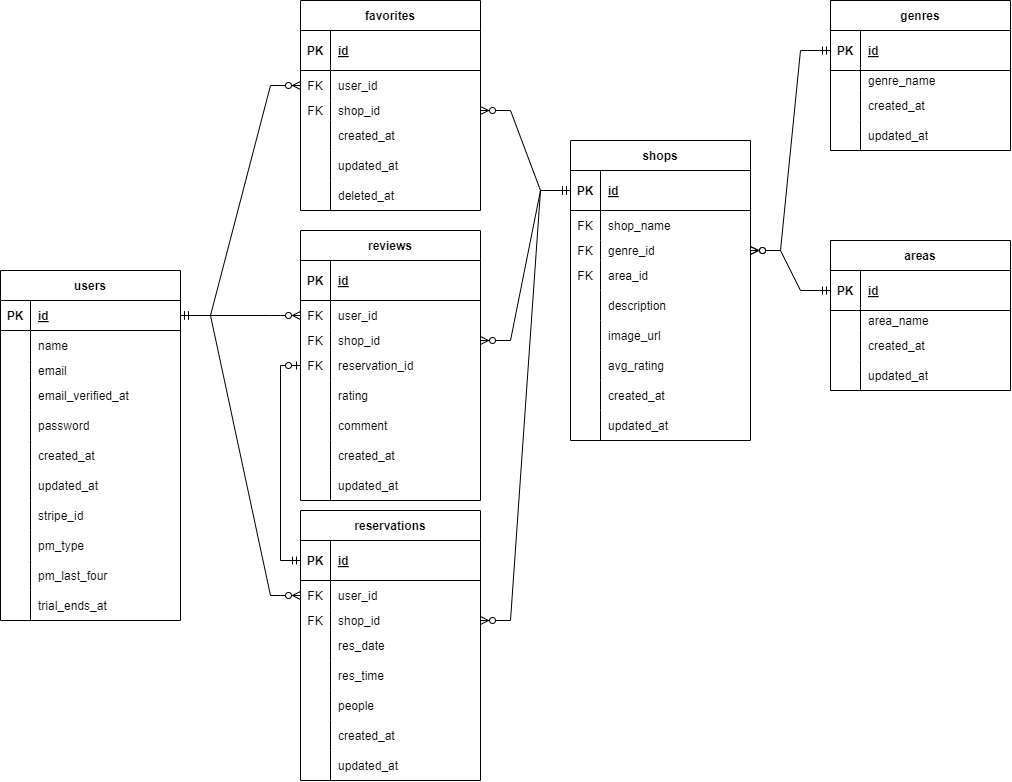 favorites
PK id
FK user_id
FK shop_id
created_at
updated_at
deleted_at
genres
PK id
genre_name
created_at
updated_at
shops
PK id
FK shop_name
FK genre_id
FK area_id
description
image_url
avg_rating
created_at
updated_at
reviews
PK id
FK user_id
FK shop_id
FK reservation_id
rating
comment
created_at
updated_at
areas
PK id
area_name
created_at
updated_at
users
PK id
name
email
email_verified_at
password
created_at
updated_at
stripe_id
pm_type
pm_last_four
trial_ends_at
reservations
PK id
FK user_id
FK shop_id
res_date
res_time
people
created_at
updated_at